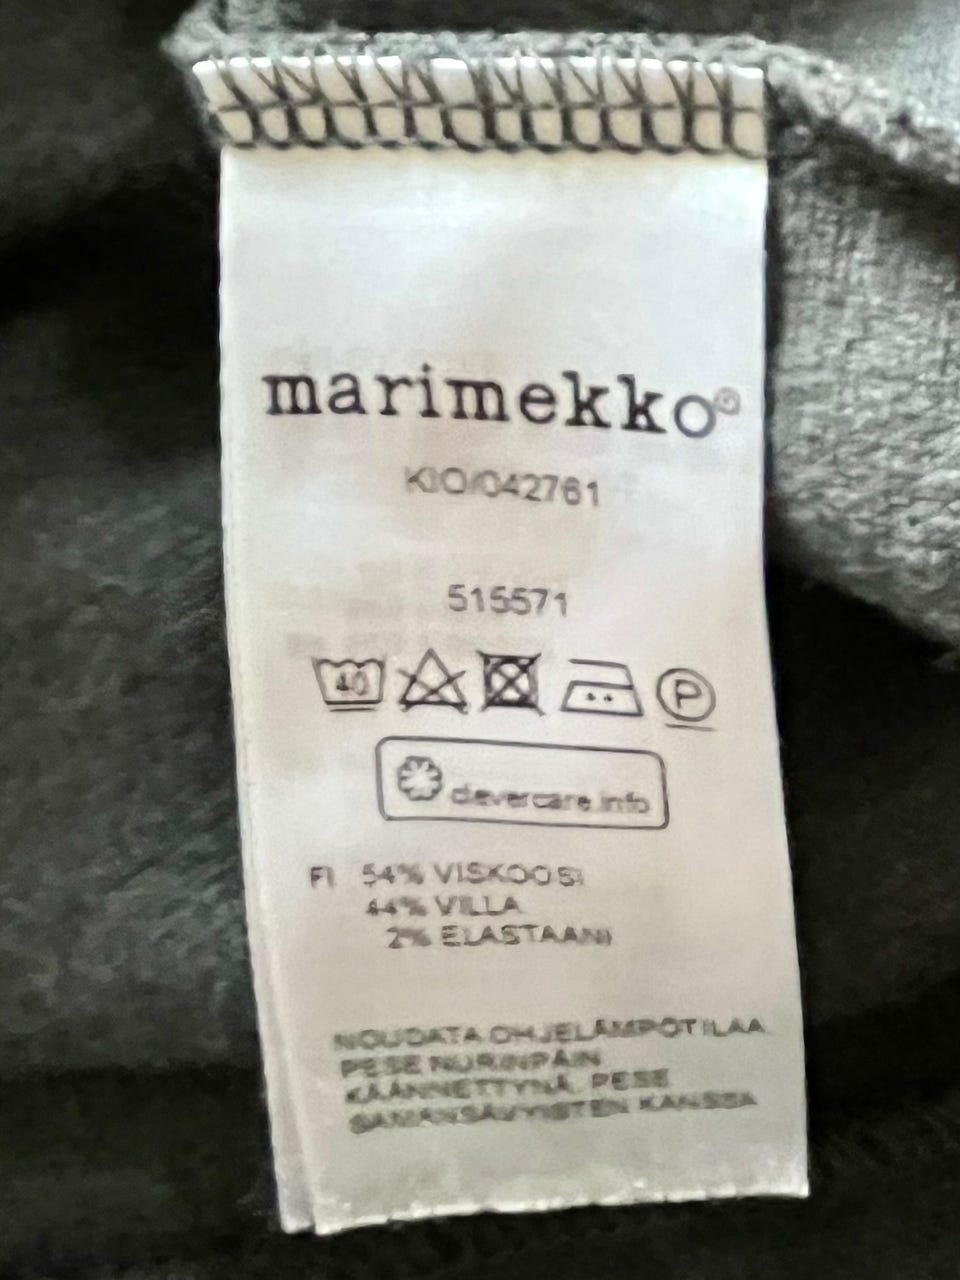 marimekko®
KIO/042761
515571
40
P
clevercare.info
FI 54% VISKOOSI
44% VILLA
2% ELASTAANI
NOUDATA OHJELÄMPÖTILAA
PESE NURINPÄIN
KÄÄNNETTYNÄ. PESE
SAMANSÄVYISTEN KANSSA